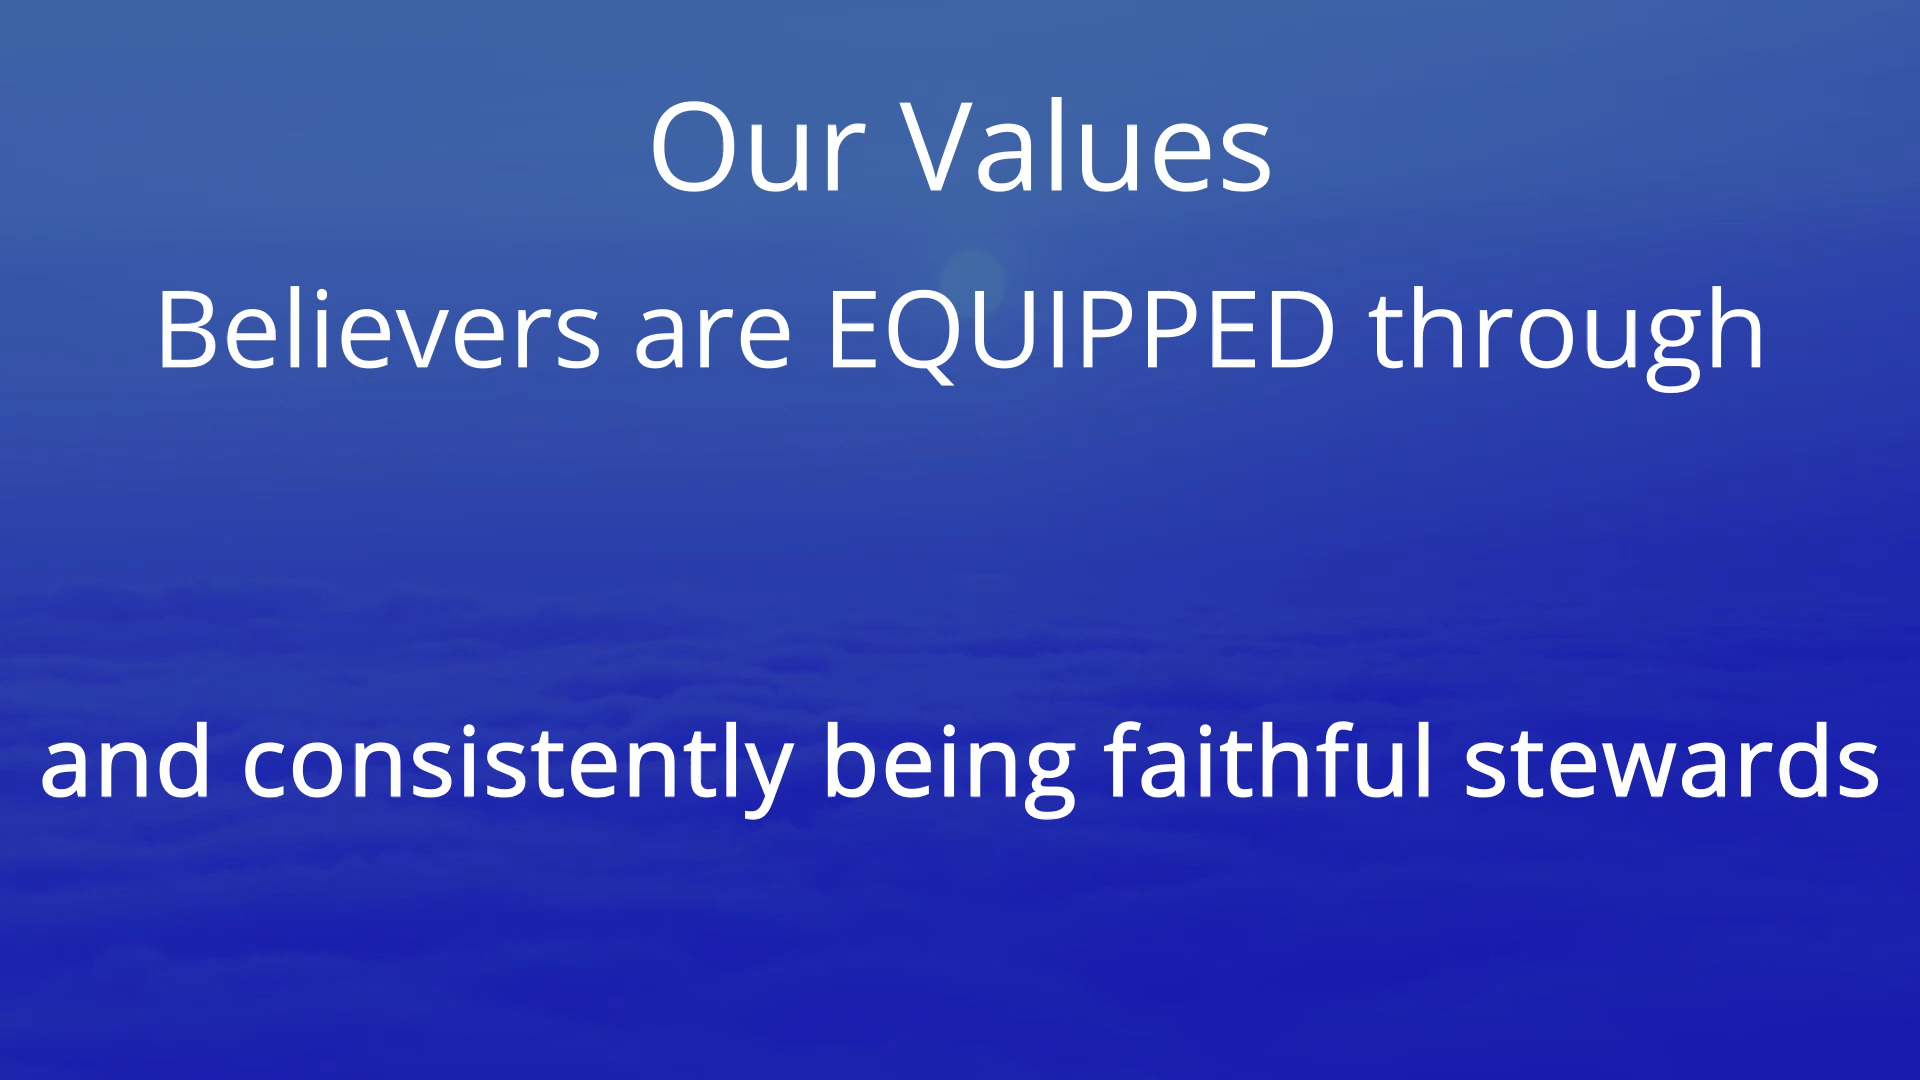 Our Values
Believers are EQUIPPED through
and consistently being faithful stewards